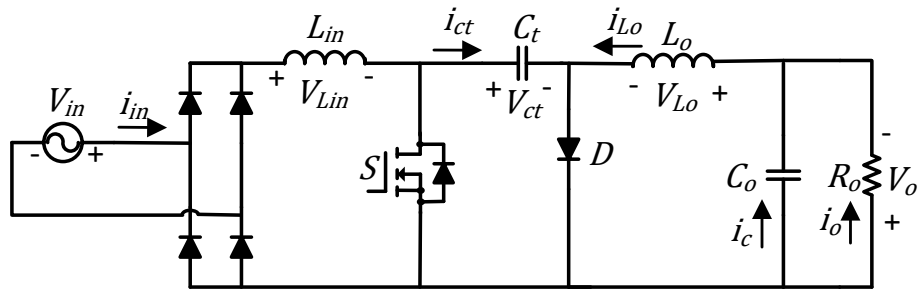 L_in
+ -
V_Lin
i_ct
C_t
+ -
V_ct
i_Lo
L_o
- +
V_Lo
V_in
- +
i_in
S
D
C_o
i_c
R_o
i_o
-
V_o
+